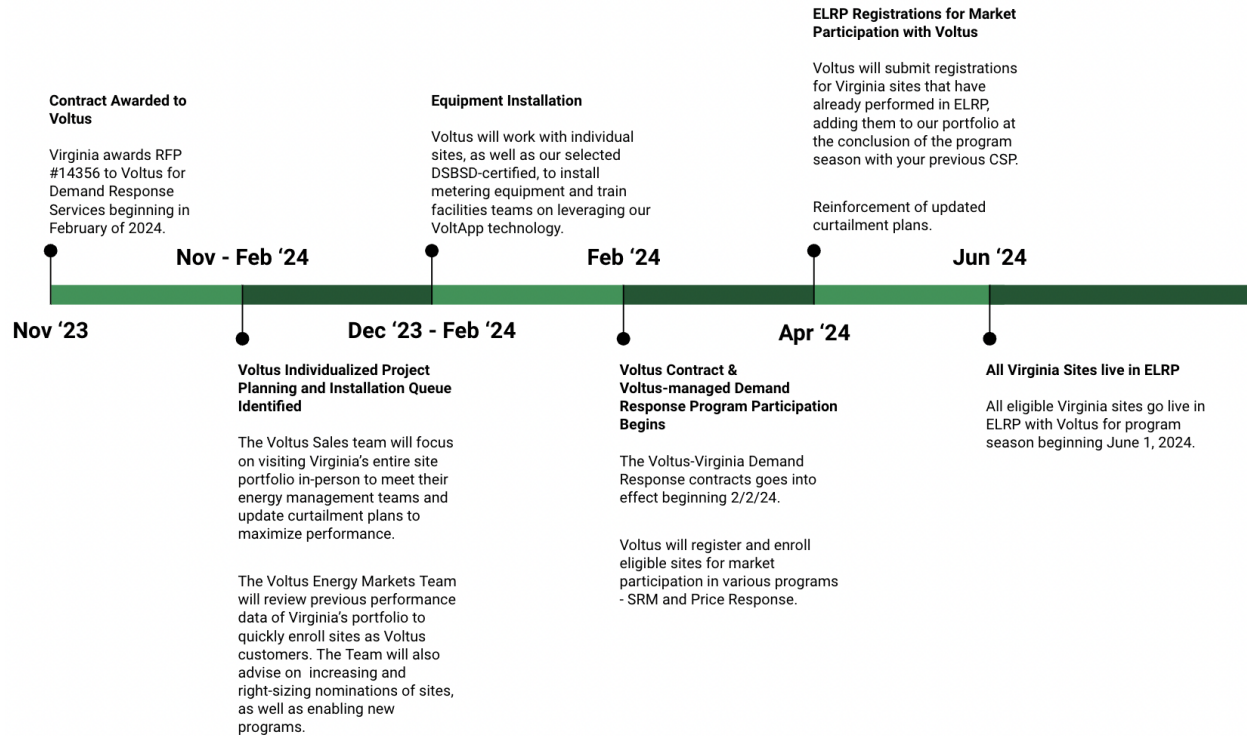 Contract Awarded to
Voltus
Virginia awards RFP
#14356 to Voltus for
Demand Response
Services beginning in
February of 2024.
Nov ‘23
Nov - Feb ‘24
Voltus Individualized Project
Planning and Installation Queue
Identified
The Voltus Sales team will focus
on visiting Virginia’s entire site
portfolio in-person to meet their
energy management teams and
update curtailment plans to
maximize performance.
The Voltus Energy Markets Team
will review previous performance
data of Virginia’s portfolio to
quickly enroll sites as Voltus
customers. The Team will also
advise on  increasing and
right-sizing nominations of sites,
as well as enabling new
programs.
Equipment Installation
Voltus will work with individual
sites, as well as our selected
DSBSD-certified, to install
metering equipment and train
facilities teams on leveraging our
VoltApp technology.
Dec ‘23 - Feb ‘24
Feb ‘24
Voltus Contract &
Voltus-managed Demand
Response Program Participation
Begins
The Voltus-Virginia Demand
Response contracts goes into
effect beginning 2/2/24.
Voltus will register and enroll
eligible sites for market
participation in various programs
- SRM and Price Response.
ELRP Registrations for Market
Participation with Voltus
Voltus will submit registrations
for Virginia sites that have
already performed in ELRP,
adding them to our portfolio at
the conclusion of the program
season with your previous CSP.
Reinforcement of updated
curtailment plans.
Apr ‘24
Jun ‘24
All Virginia Sites live in ELRP
All eligible Virginia sites go live in
ELRP with Voltus for program
season beginning June 1, 2024.